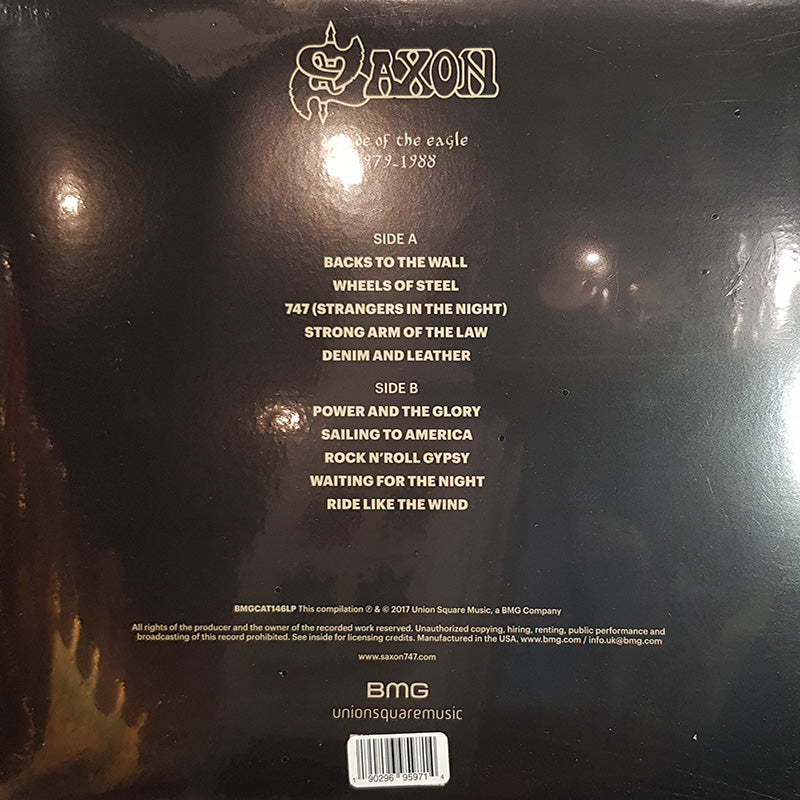 SAXON
of the eagle
1979-1988
SIDE A
BACKS TO THE WALL
WHEELS OF STEEL
747 (STRANGERS IN THE NIGHT)
STRONG ARM OF THE LAW
DENIM AND LEATHER
SIDE B
POWER AND THE GLORY
SAILING TO AMERICA
ROCK N'ROLL GYPSY
WAITING FOR THE NIGHT
RIDE LIKE THE WIND
BMGCAT146LP This compilation ℗ & © 2017 Union Square Music, a BMG Company
All rights of the producer and the owner of the recorded work reserved. Unauthorized copying, hiring, renting, public performance and
broadcasting of this record prohibited. See inside for licensing credits. Manufactured in the USA. www.bmg.com / info.uk@bmg.com
www.saxon747.com
BMG
unionsquaremusic
1 90296 95971 4